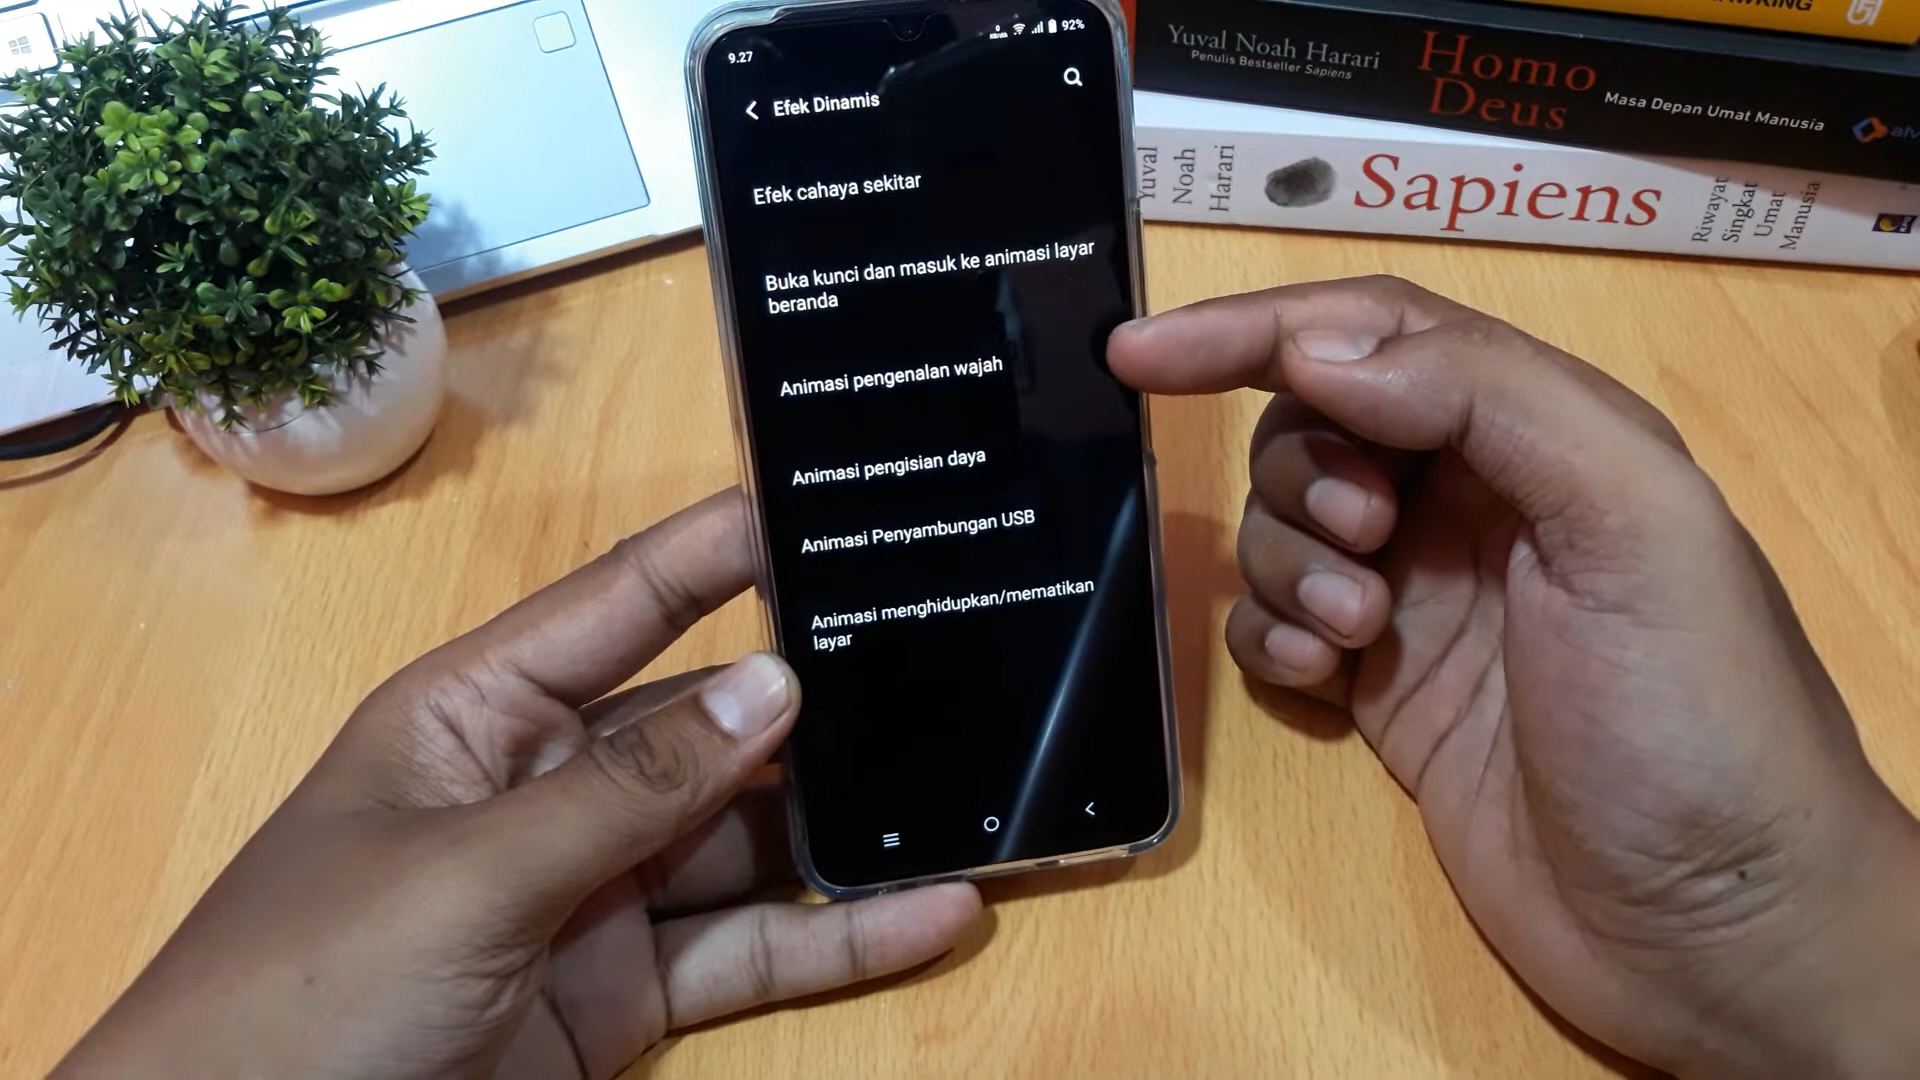 9.27
92%
Efek Dinamis
Efek cahaya sekitar
Buka kunci dan masuk ke animasi layar
beranda
Animasi pengenalan wajah
Animasi pengisian daya
Animasi Penyambungan USB
Animasi menghidupkan/mematikan
layar
Yuval Noah Harari
Penulis Bestseller Sapiens
Homo
Deus
Masa Depan Umat Manusia
Yuval
Noah
Harari
Sapiens
Riwayat
Singkat
Umat
Manusia